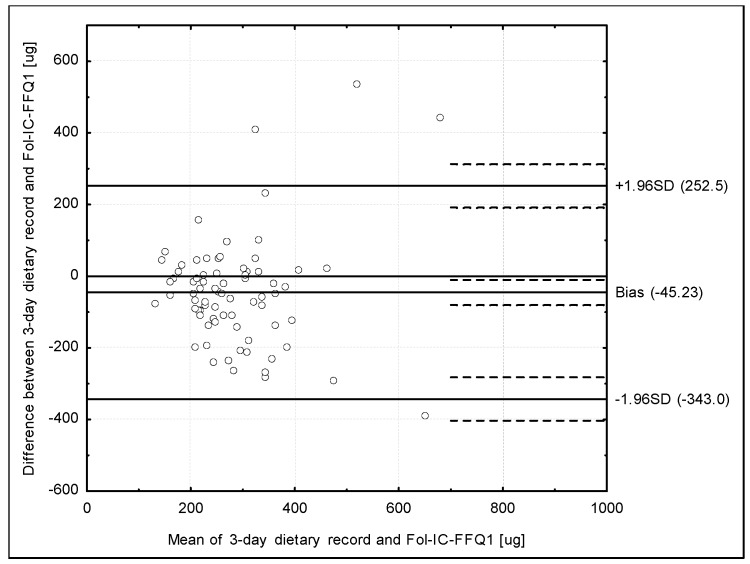 600
400
200
0
-200
-400
-600
Difference between 3-day dietary record and Fol-IC-FFQ1 [ug]
+1.96SD (252.5)
Bias (-45.23)
-1.96SD (-343.0)
0 200 400 600 800 1000
Mean of 3-day dietary record and Fol-IC-FFQ1 [ug]